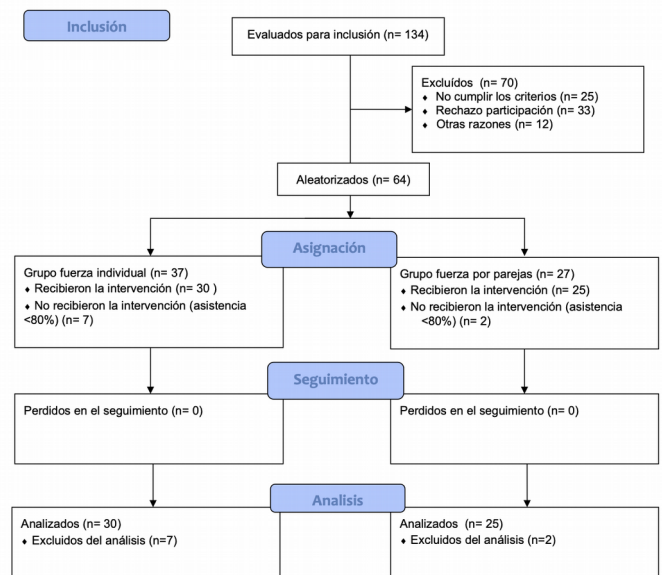 Inclusión
Evaluados para inclusión (n= 134)
Excluídos (n= 70)
♦ No cumplir los criterios (n= 25)
♦ Rechazo participación (n= 33)
♦ Otras razones (n= 12)
Aleatorizados (n= 64)
Asignación
Grupo fuerza individual (n= 37)
♦ Recibieron la intervención (n= 30 )
♦ No recibieron la intervención (asistencia
<80%) (n= 7)
Grupo fuerza por parejas (n= 27)
♦ Recibieron la intervención (n= 25)
♦ No recibieron la intervención (asistencia
<80%) (n= 2)
Seguimiento
Perdidos en el seguimiento (n= 0)
Perdidos en el seguimiento (n= 0)
Analisis
Analizados (n= 30)
♦ Excluidos del análisis (n=7)
Analizados (n= 25)
♦ Excluidos del análisis (n=2)